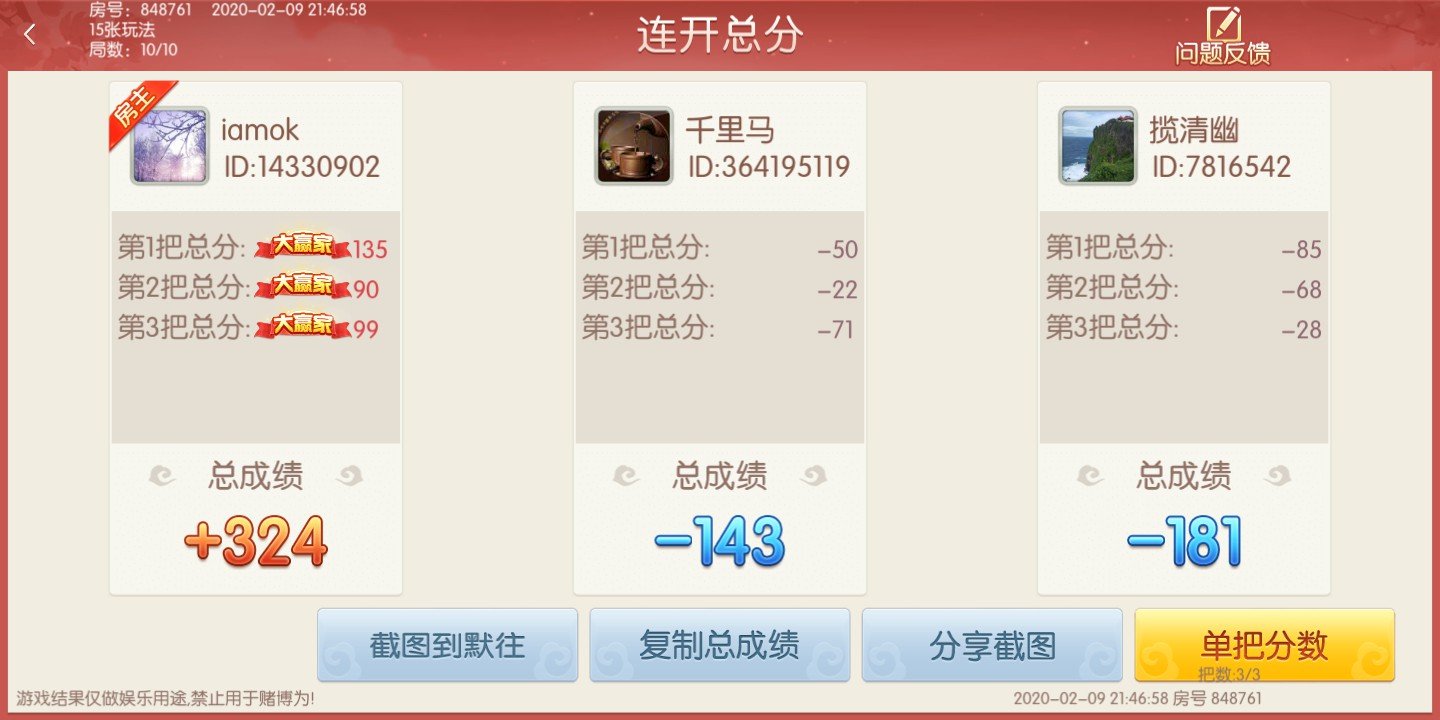 房号：848761 2020-02-09 21:46:58
15张玩法
局数：10/10
连开总分
问题反馈
房主
iamok
ID:14330902
第1把总分: 大赢家 135
第2把总分: 大赢家 90
第3把总分: 大赢家 99
总成绩
+324
千里马
ID:364195119
第1把总分: -50
第2把总分: -22
第3把总分: -71
总成绩
-143
揽清幽
ID:7816542
第1把总分: -85
第2把总分: -68
第3把总分: -28
总成绩
-181
截图到默往
复制总成绩
分享截图
单把分数
把数:3/3
游戏结果仅做娱乐用途,禁止用于赌博为!
2020-02-09 21:46:58 房号 848761